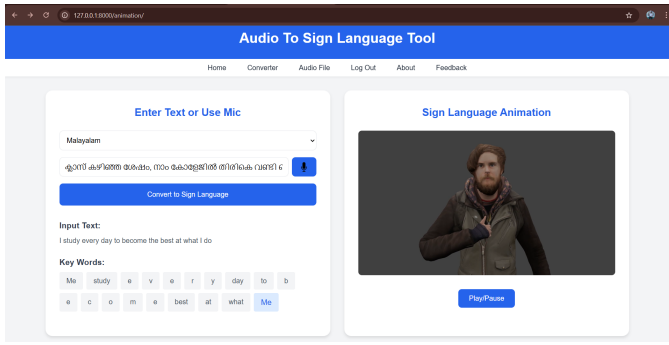 127.0.0.1:8000/animation/
Audio To Sign Language Tool
Home Converter Audio File Log Out About Feedback
Enter Text or Use Mic
Malayalam
ക്ലാസ് കഴിഞ്ഞ ശേഷം, നാം കോളേജിൽ തിരികെ വണ്ടി
Convert to Sign Language
Input Text:
I study every day to become the best at what I do
Key Words:
Me study e v e r y day to b
e c o m e best at what Me
Sign Language Animation
Play/Pause